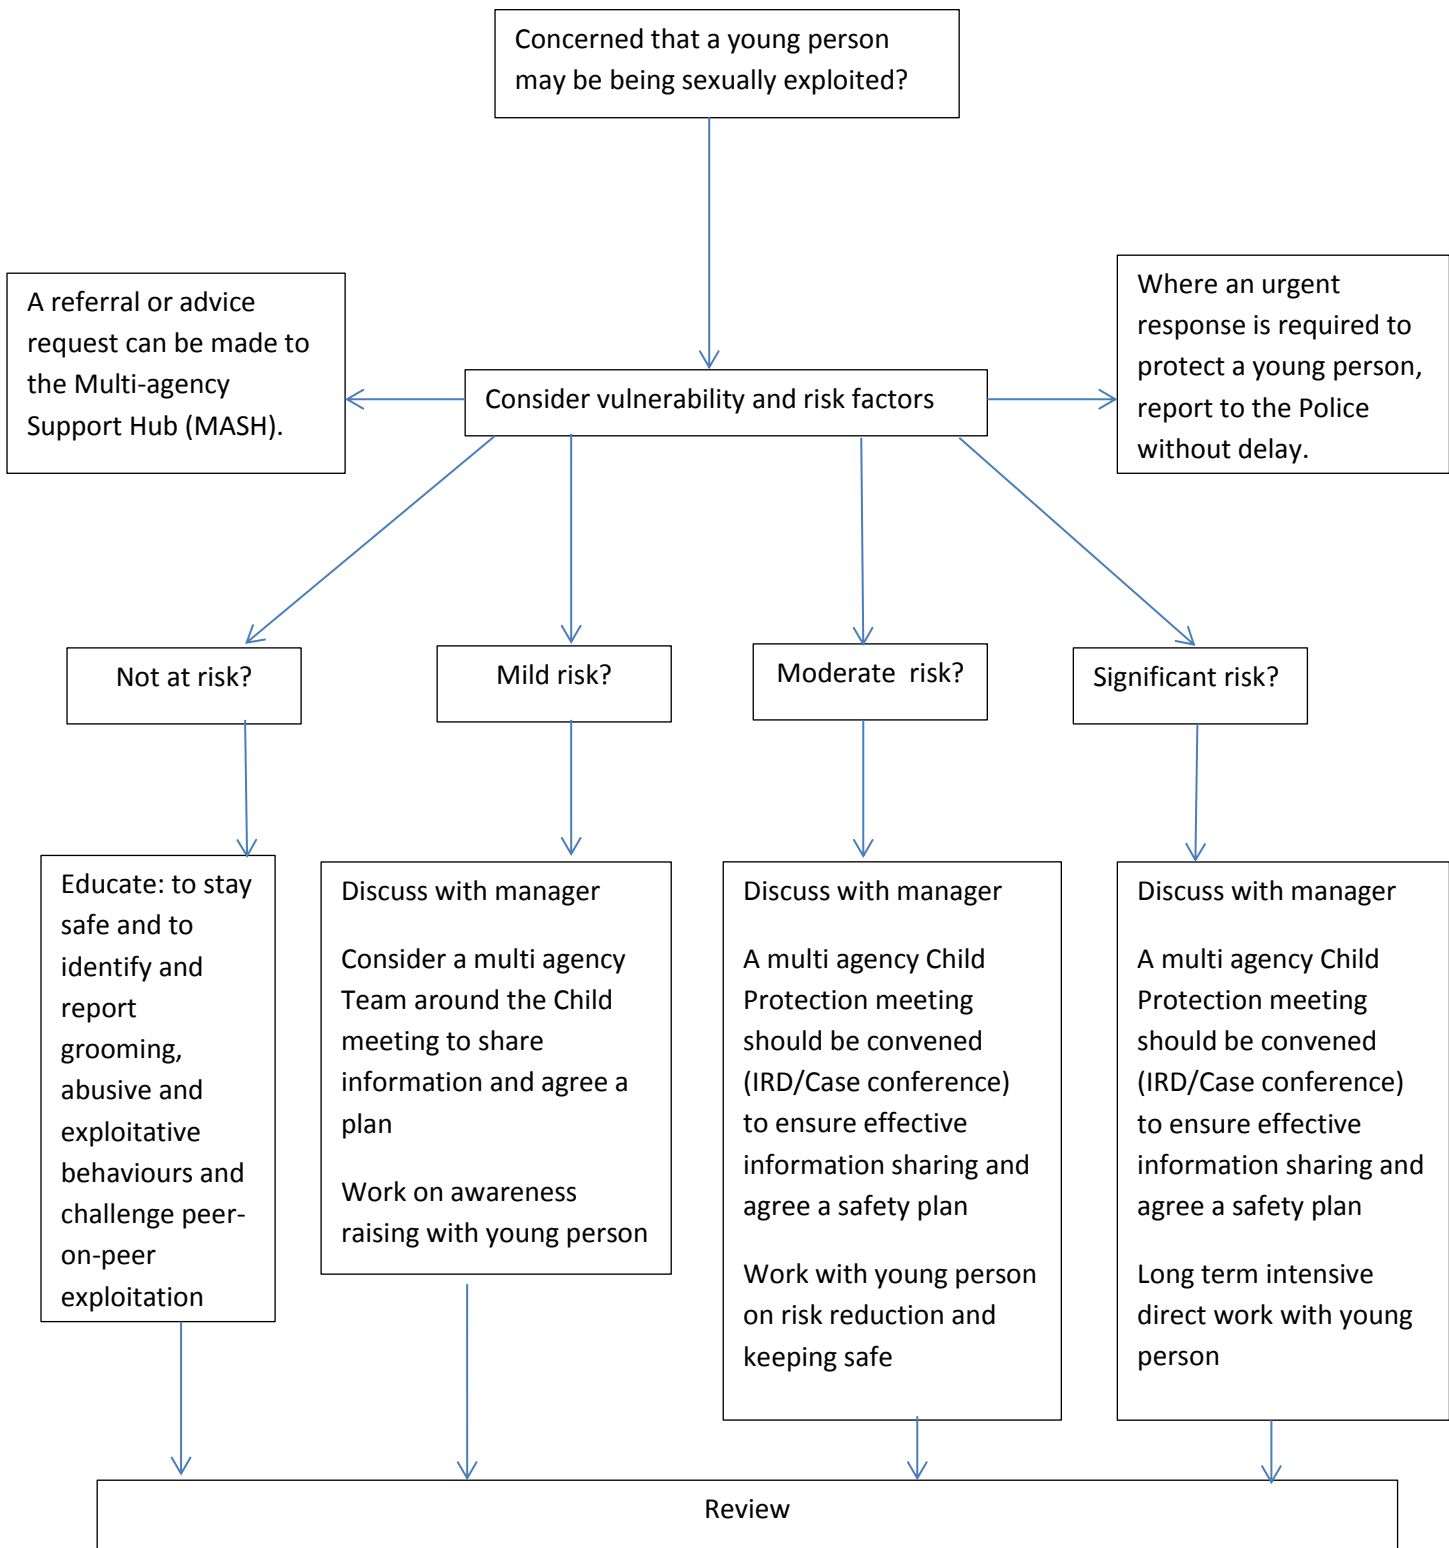 Concerned that a young person
may be being sexually exploited?
A referral or advice
request can be made to
the Multi-agency
Support Hub (MASH).
Consider vulnerability and risk factors
Where an urgent
response is required to
protect a young person,
report to the Police
without delay.
Not at risk?
Mild risk?
Moderate  risk?
Significant risk?
Educate: to stay
safe and to
identify and
report
grooming,
abusive and
exploitative
behaviours and
challenge peer-
on-peer
exploitation
Discuss with manager
Consider a multi agency
Team around the Child
meeting to share
information and agree a
plan
Work on awareness
raising with young person
Discuss with manager
A multi agency Child
Protection meeting
should be convened
(IRD/Case conference)
to ensure effective
information sharing and
agree a safety plan
Work with young person
on risk reduction and
keeping safe
Discuss with manager
A multi agency Child
Protection meeting
should be convened
(IRD/Case conference)
to ensure effective
information sharing and
agree a safety plan
Long term intensive
direct work with young
person
Review